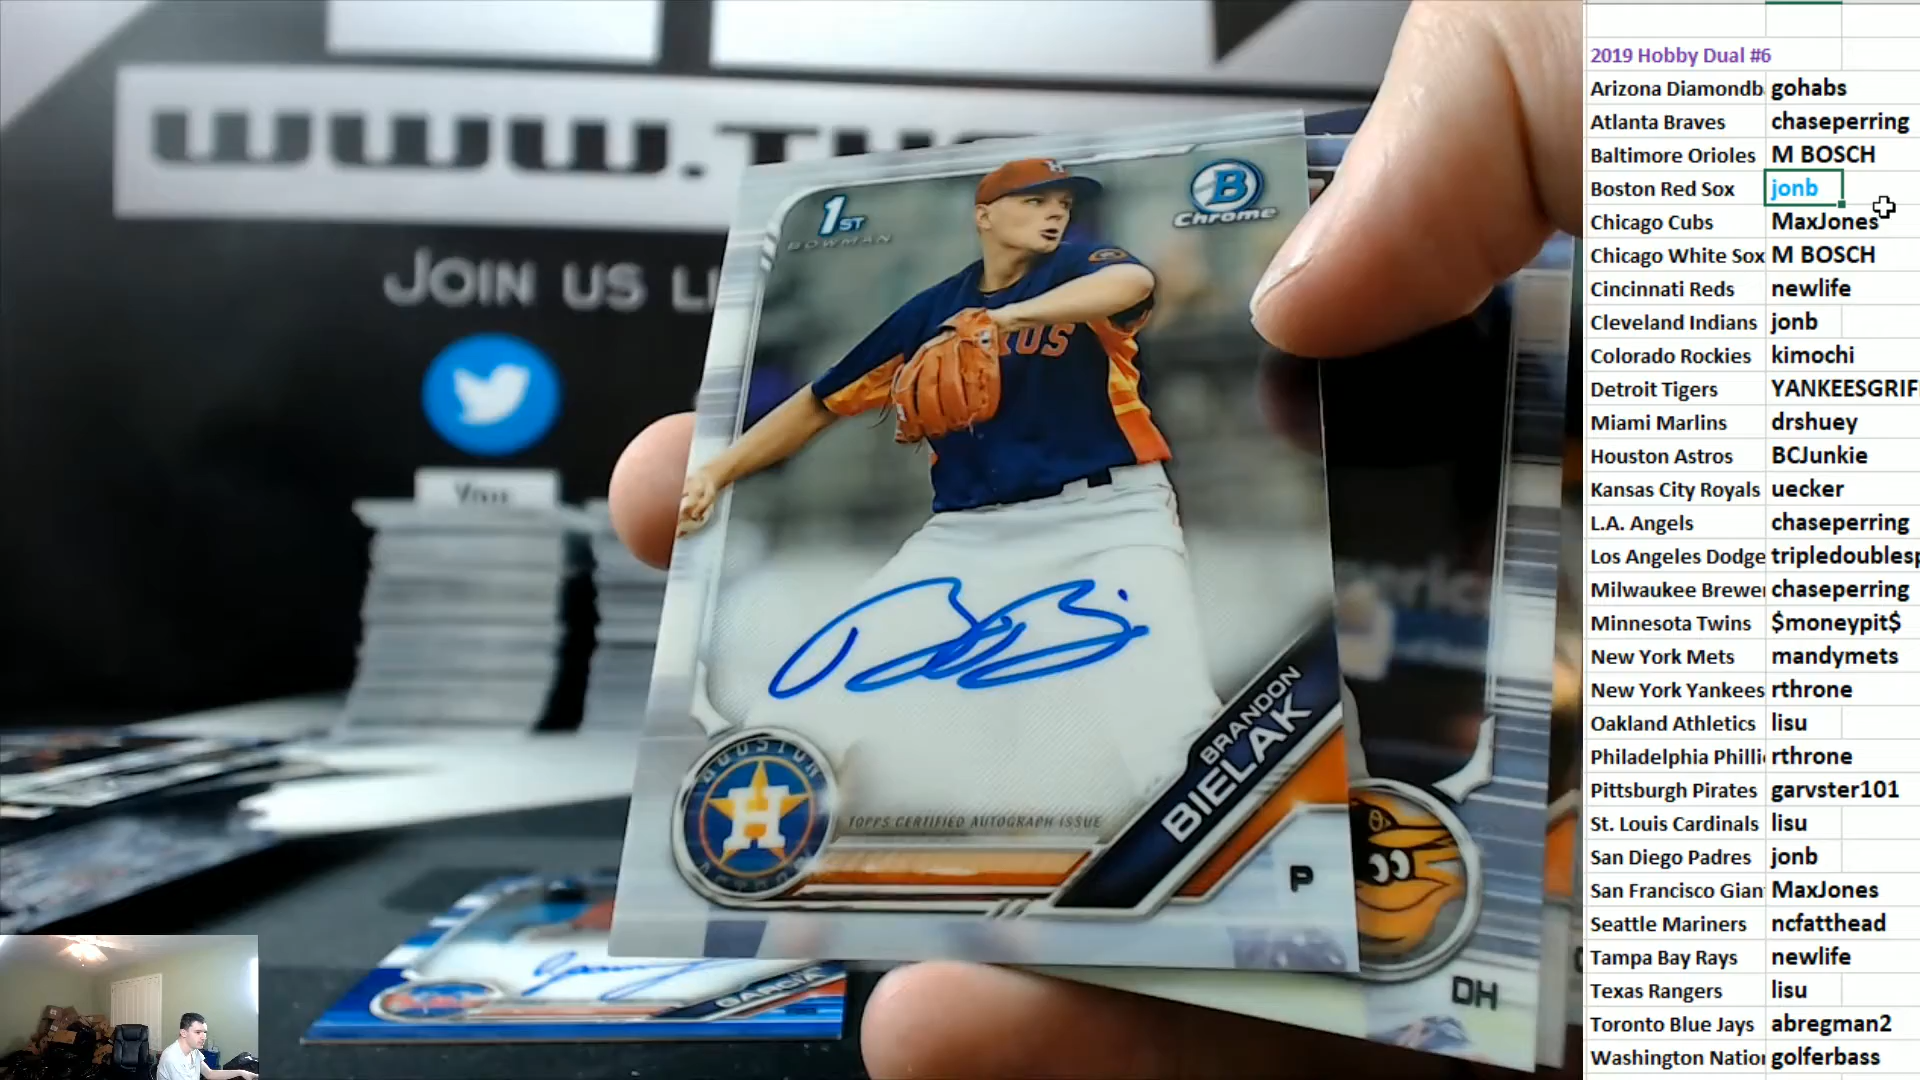 WWW.
JOIN US
1ST
BOWMAN
B
Chrome
HOUSTON
H
ASTROS
TOPPS CERTIFIED AUTOGRAPH ISSUE
BRANDON
BIELAK
P
DH
GARCIA
2019 Hobby Dual #6
Arizona Diamondb gohabs
Atlanta Braves chaseperring
Baltimore Orioles M BOSCH
Boston Red Sox jonb
Chicago Cubs MaxJones
Chicago White Sox M BOSCH
Cincinnati Reds newlife
Cleveland Indians jonb
Colorado Rockies kimochi
Detroit Tigers YANKEESGRIF
Miami Marlins drshuey
Houston Astros BCJunkie
Kansas City Royals uecker
L.A. Angels chaseperring
Los Angeles Dodge tripledoublesp
Milwaukee Brewe chaseperring
Minnesota Twins $moneypit$
New York Mets mandymets
New York Yankees rthrone
Oakland Athletics lisu
Philadelphia Philli rthrone
Pittsburgh Pirates garvster101
St. Louis Cardinals lisu
San Diego Padres jonb
San Francisco Gian MaxJones
Seattle Mariners ncfatthead
Tampa Bay Rays newlife
Texas Rangers lisu
Toronto Blue Jays abregman2
Washington Natio golferbass